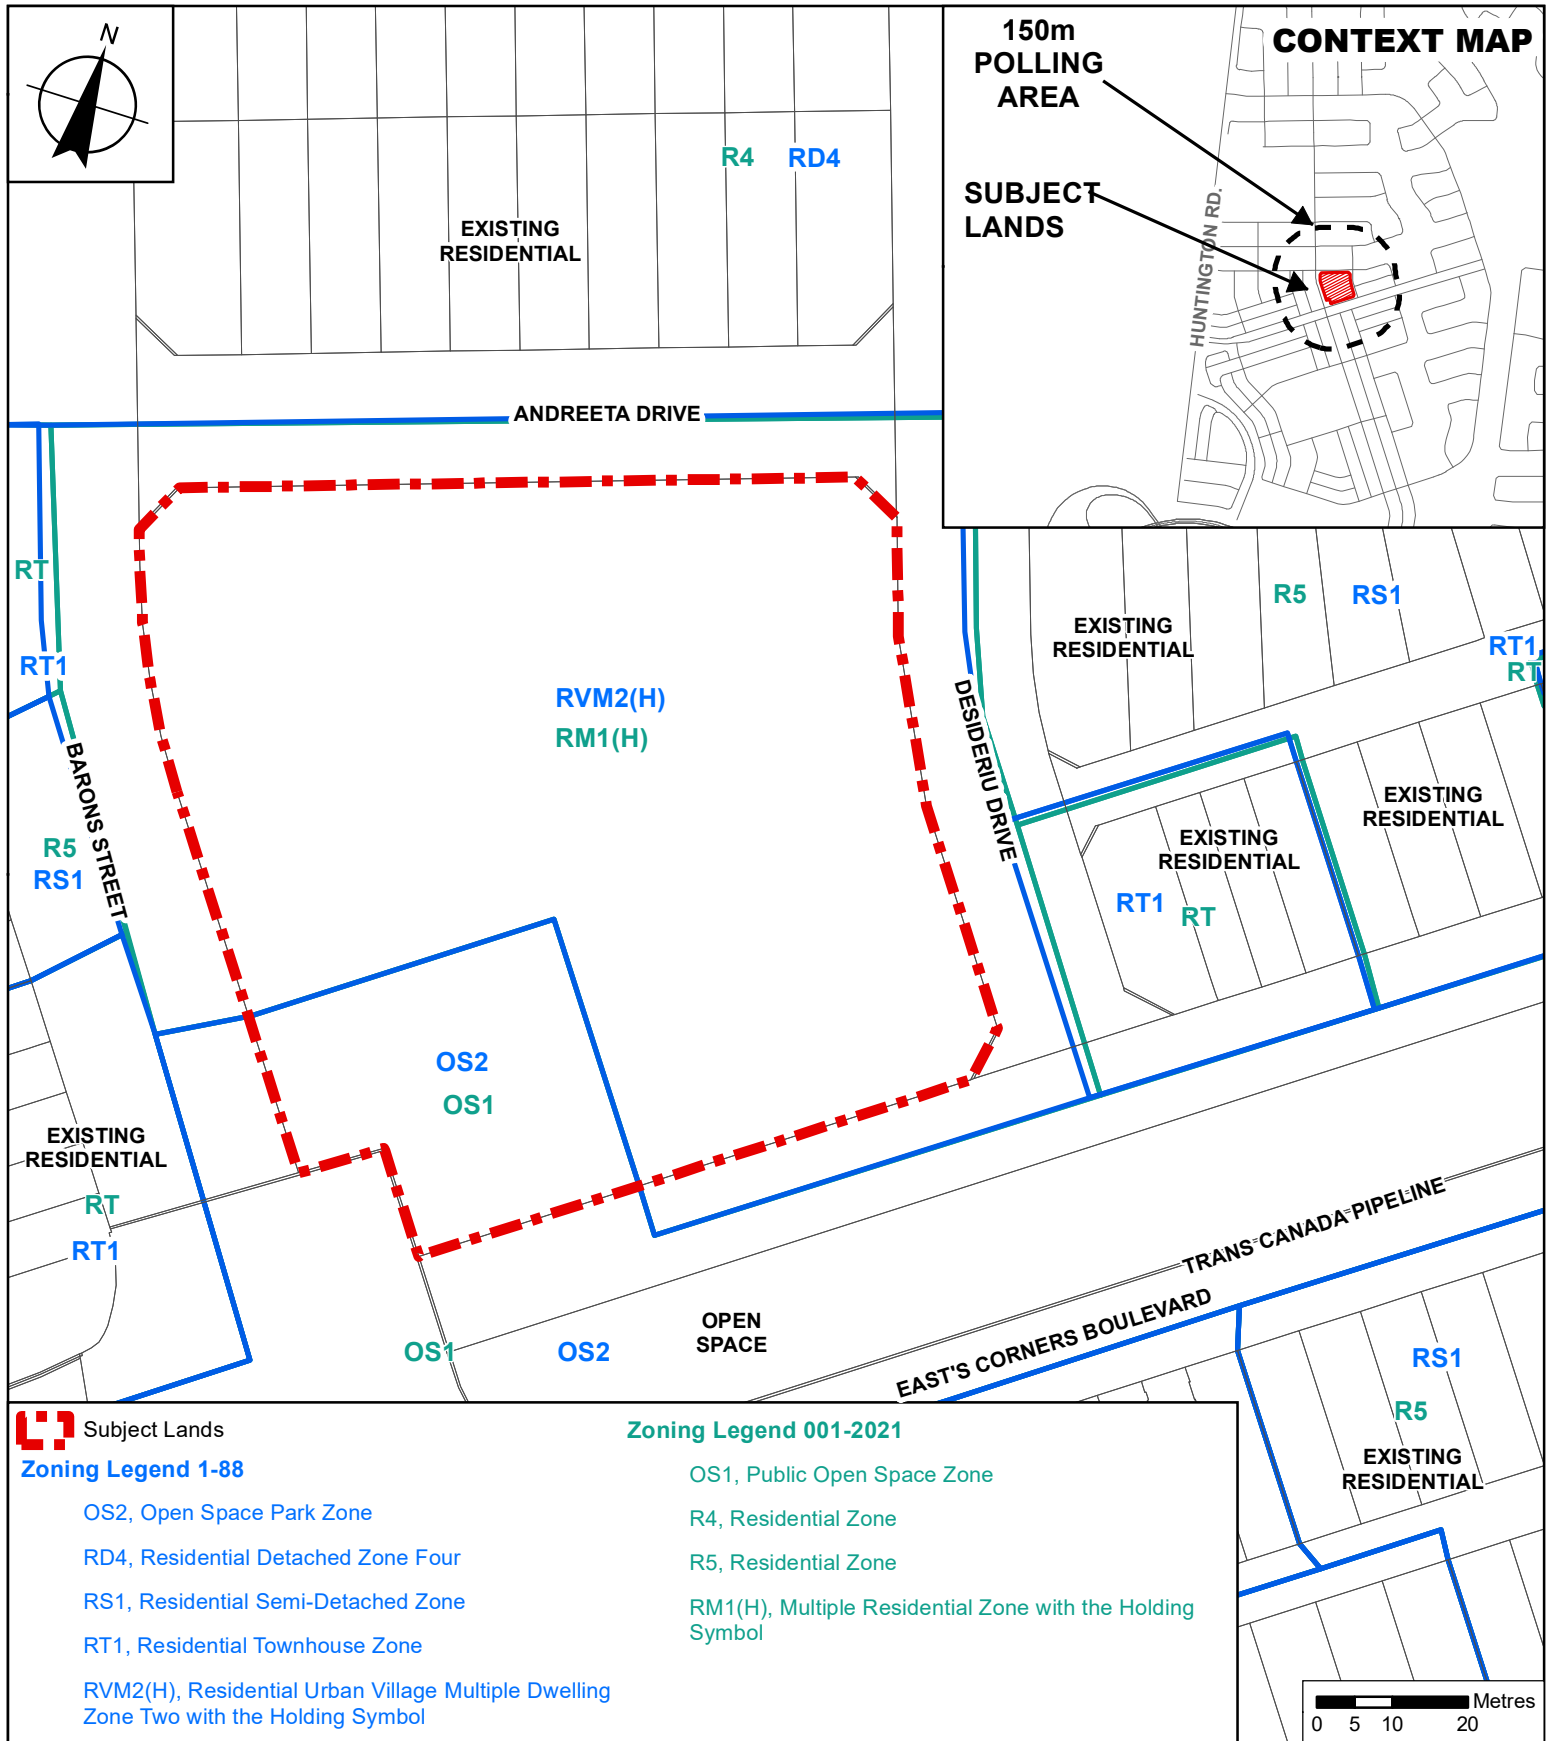 N
150m
POLLING
AREA
CONTEXT MAP
SUBJECT
LANDS
HUNTINGTON RD.
R4 RD4
EXISTING
RESIDENTIAL
ANDREETA DRIVE
RT
RT1
R5 RS1
EXISTING
RESIDENTIAL
RT1
RT
RVM2(H)
RM1(H)
BARONS STREET
DESIDERIU DRIVE
R5
RS1
EXISTING
RESIDENTIAL
RT1
RT
EXISTING
RESIDENTIAL
OS2
OS1
EXISTING
RESIDENTIAL
RT
RT1
TRANS CANADA PIPELINE
EAST'S CORNERS BOULEVARD
OPEN
SPACE
OS1
OS2
RS1
R5
EXISTING
RESIDENTIAL
Subject Lands
Zoning Legend 1-88
OS2, Open Space Park Zone
RD4, Residential Detached Zone Four
RS1, Residential Semi-Detached Zone
RT1, Residential Townhouse Zone
RVM2(H), Residential Urban Village Multiple Dwelling
Zone Two with the Holding Symbol
Zoning Legend 001-2021
OS1, Public Open Space Zone
R4, Residential Zone
R5, Residential Zone
RM1(H), Multiple Residential Zone with the Holding
Symbol
Metres
0 5 10 20